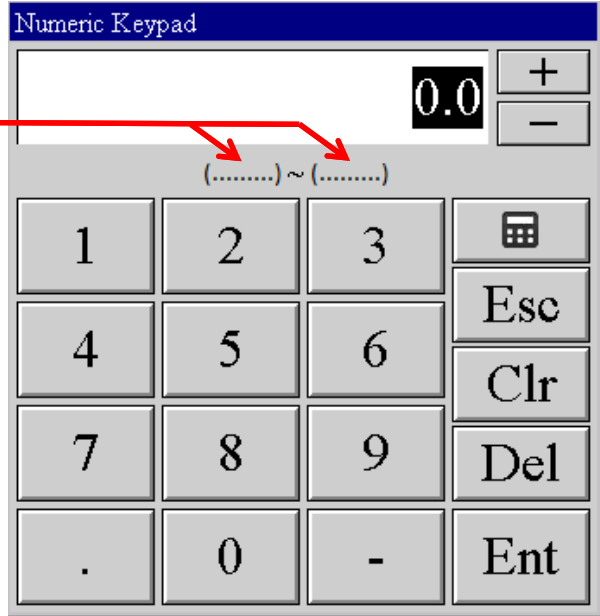 Numeric Keypad
0.0 +
−
(.........) ~ (.........)
1 2 3
Esc
4 5 6
Clr
7 8 9
Del
. 0 - Ent